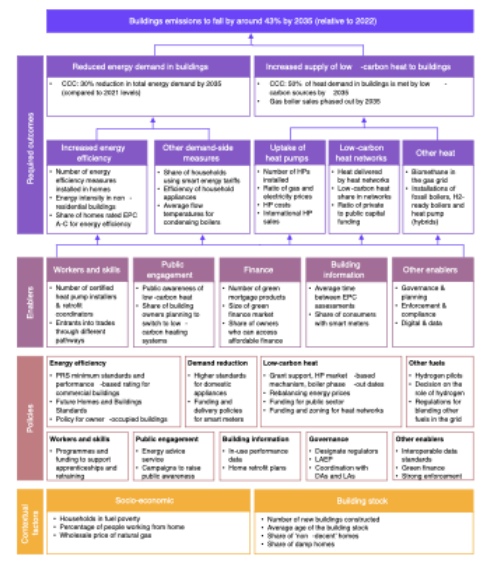 Buildings emissions to fall by around 43% by 2035 (relative to 2022)
Required outcomes
Reduced energy demand in buildings
• CCC: 30% reduction in total energy demand by 2035
(compared to 2021 levels)
Increased supply of low -carbon heat to buildings
• CCC: 50% of heat demand in buildings is met by low -
carbon sources by 2035
• Gas boiler sales phased out by 2035
Increased energy
efficiency
• Number of energy
efficiency measures
installed in homes
• Energy intensity in non -
residential buildings
• Share of homes rated EPC
A-C for energy efficiency
Other demand-side
measures
• Share of households
using smart energy tariffs
• Efficiency of household
appliances
• Average flow
temperatures for
condensing boilers
Uptake of
heat pumps
• Number of HPs
installed
• Ratio of gas and
electricity prices
• HP costs
• International HP
sales
Low-carbon
heat networks
• Heat delivered
by heat networks
• Low-carbon heat
share in networks
• Ratio of private
to public capital
funding
Other heat
• Biomethane in
the gas grid
• Installations of
fossil boilers, H2-
ready boilers and
heat pump
(hybrids)
Enablers
Workers and skills
• Number of certified
heat pump installers
& retrofit
coordinators
• Entrants into trades
through different
pathways
Public
engagement
• Public awareness of
low -carbon heat
• Share of building
owners planning to
switch to low -
carbon heating
systems
Finance
• Number of green
mortgage products
• Size of green
finance market
• Share of owners
who can access
affordable finance
Building
information
• Average time
between EPC
assessments
• Share of consumers
with smart meters
Other enablers
• Governance &
planning
• Enforcement &
compliance
• Digital & data
Policies
Energy efficiency
• PRS minimum standards and
performance -based rating for
commercial buildings
• Future Homes and Buildings
Standards
• Policy for owner -occupied buildings
Demand reduction
• Higher standards
for domestic
appliances
• Funding and
delivery policies
for smart meters
Low-carbon heat
• Grant support, HP market -based
mechanism, boiler phase -out dates
• Rebalancing energy prices
• Funding for public sector
• Funding and zoning for heat networks
Other fuels
• Hydrogen pilots
• Decision on the
role of hydrogen
• Regulations for
blending other
fuels in the grid
Workers and skills
• Programmes and
funding to support
apprenticeships and
retraining
Public engagement
• Energy advice
service
• Campaigns to raise
public awareness
Building information
• In-use performance
data
• Home retrofit plans
Governance
• Designate regulators
• LAEP
• Coordination with
DAs and LAs
Other enablers
• Interoperable data
standards
• Green finance
• Strong enforcement
Contextual
factors
Socio-economic
• Households in fuel poverty
• Percentage of people working from home
• Wholesale price of natural gas
Building stock
• Number of new buildings constructed
• Average age of the building stock
• Share of 'non -decent' homes
• Share of damp homes